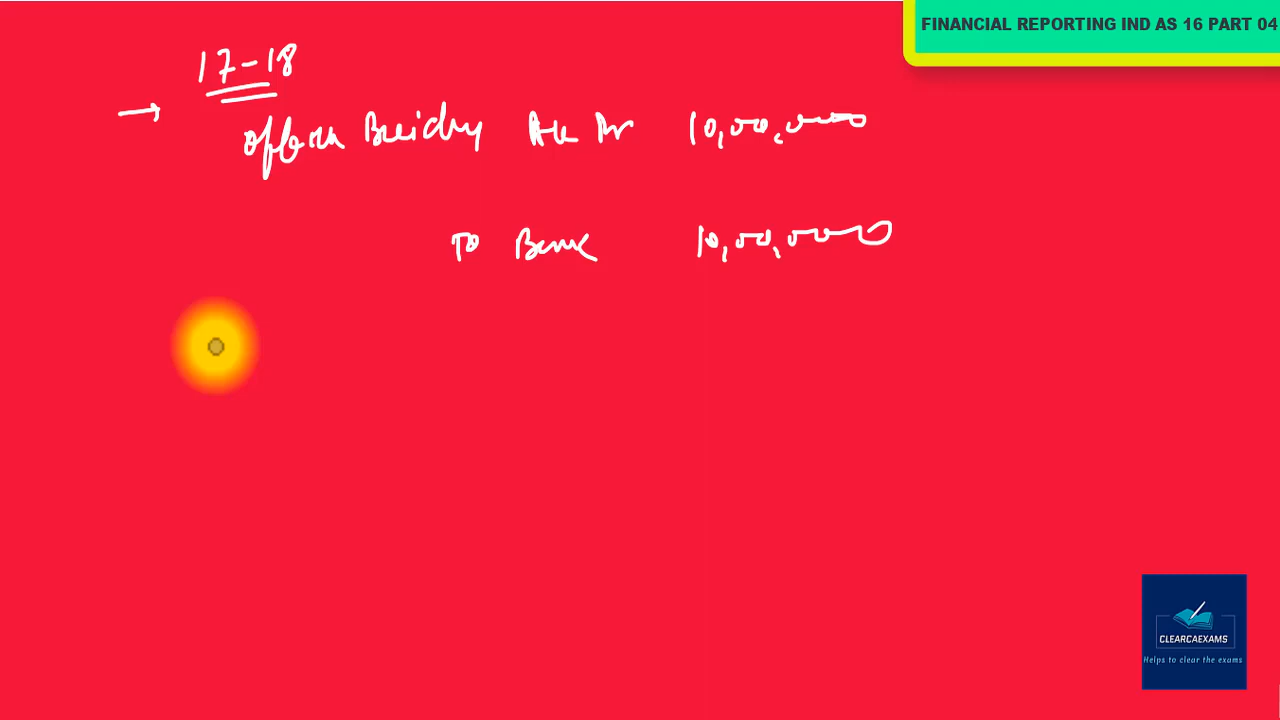 FINANCIAL REPORTING IND AS 16 PART 04
17-18
office Building A/c Dr 10,00,000
To Bank 10,00,000
CLEARCAEXAMS
Helps to clear the exams